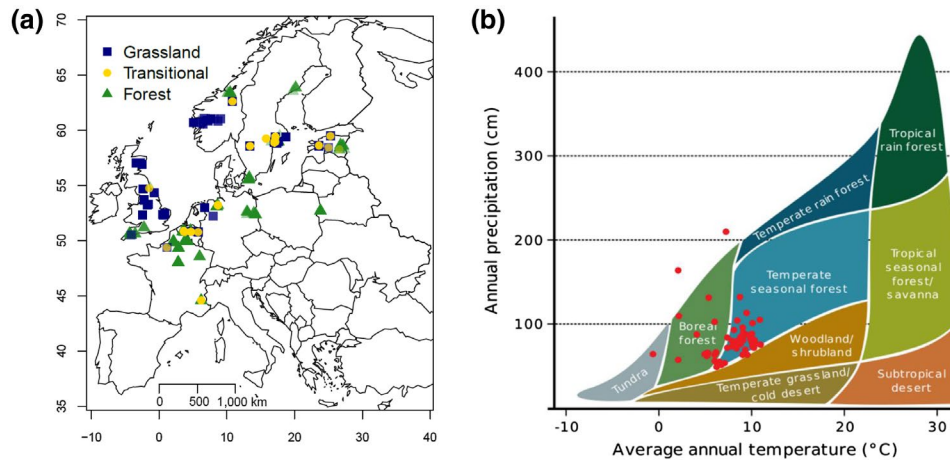 (a)
70
65
60
55
50
45
40
35
Grassland
Transitional
Forest
0 500 1,000 km
−10 0 10 20 30 40
(b)
Annual precipitation (cm)
400
300
200
100
Tropical
rain forest
Temperate rain forest
Temperate
seasonal forest
Tropical
seasonal
forest/
savanna
Boreal
forest
Woodland/
shrubland
Tundra
Temperate grassland/
cold desert
Subtropical
desert
-10 0 10 20 30
Average annual temperature (°C)